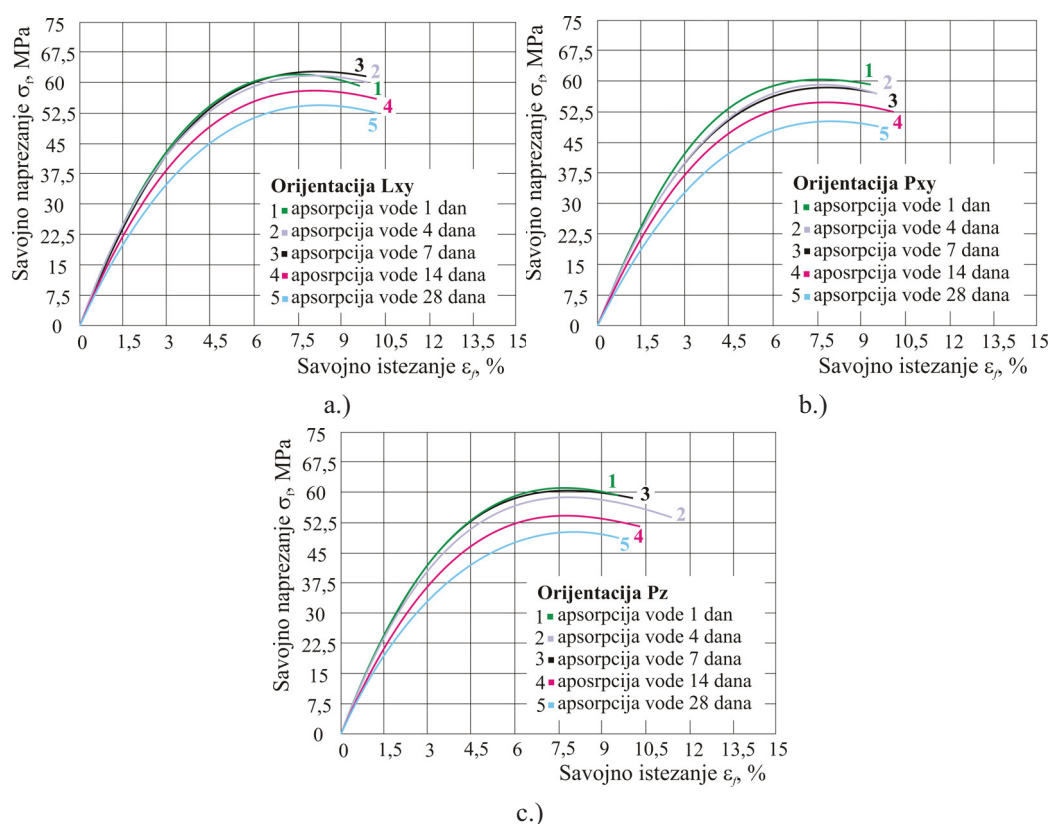 75
67,5
60
52,5
45
37,5
30
22,5
15
7,5
0
Savojno naprezanje σf, MPa
3
2
1
4
5
Orijentacija Lxy
1 apsorpcija vode 1 dan
2 apsorpcija vode 4 dana
3 apsorpcija vode 7 dana
4 aposrpcija vode 14 dana
5 apsorpcija vode 28 dana
0 1,5 3 4,5 6 7,5 9 10,5 12 13,5 15
Savojno istezanje εf, %
a.)
75
67,5
60
52,5
45
37,5
30
22,5
15
7,5
0
Savojno naprezanje σf, MPa
1
2
3
4
5
Orijentacija Pxy
1 apsorpcija vode 1 dan
2 apsorpcija vode 4 dana
3 apsorpcija vode 7 dana
4 aposrpcija vode 14 dana
5 apsorpcija vode 28 dana
0 1,5 3 4,5 6 7,5 9 10,5 12 13,5 15
Savojno istezanje εf, %
b.)
75
67,5
60
52,5
45
37,5
30
22,5
15
7,5
0
Savojno naprezanje σf, MPa
1
3
2
4
5
Orijentacija Pz
1 apsorpcija vode 1 dan
2 apsorpcija vode 4 dana
3 apsorpcija vode 7 dana
4 aposrpcija vode 14 dana
5 apsorpcija vode 28 dana
0 1,5 3 4,5 6 7,5 9 10,5 12 13,5 15
Savojno istezanje εf, %
c.)